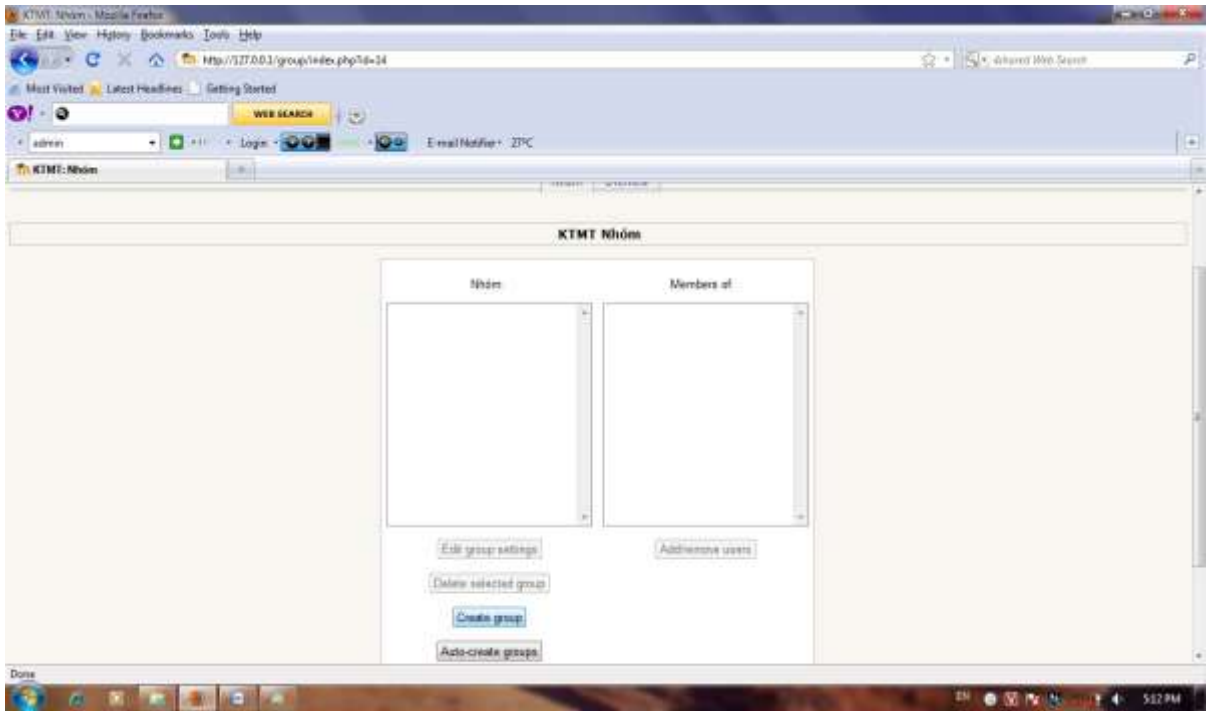 KTMT: Nhóm - Mozilla Firefox
File Edit View History Bookmarks Tools Help
http://127.0.0.1/group/index.php?id=24
Most Visited Latest Headlines Getting Started
WEB SEARCH
admin Login E-mail Notifier 27°C
KTMT: Nhóm
KTMT Nhóm
Nhóm Members of
Edit group settings Add/remove users
Delete selected group
Create group
Auto-create groups
Done
EN 5:12 PM